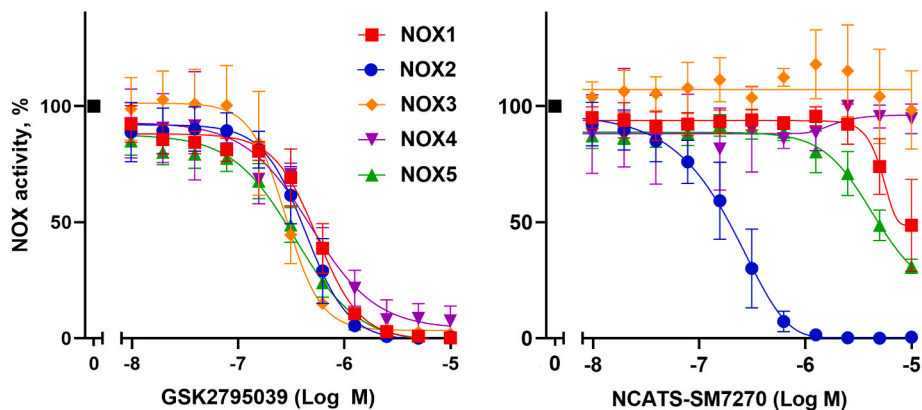 NOX activity, %
100
50
0
0
-8
-7
-6
-5
GSK2795039 (Log M)
NOX1
NOX2
NOX3
NOX4
NOX5
100
50
0
0
-8
-7
-6
-5
NCATS-SM7270 (Log M)